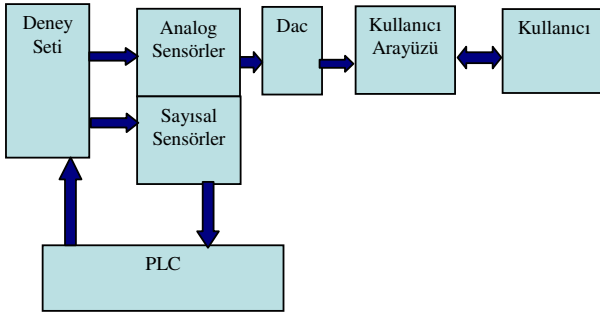 Deney
Seti
Analog
Sensörler
Dac
Kullanıcı
Arayüzü
Kullanıcı
Sayısal
Sensörler
PLC